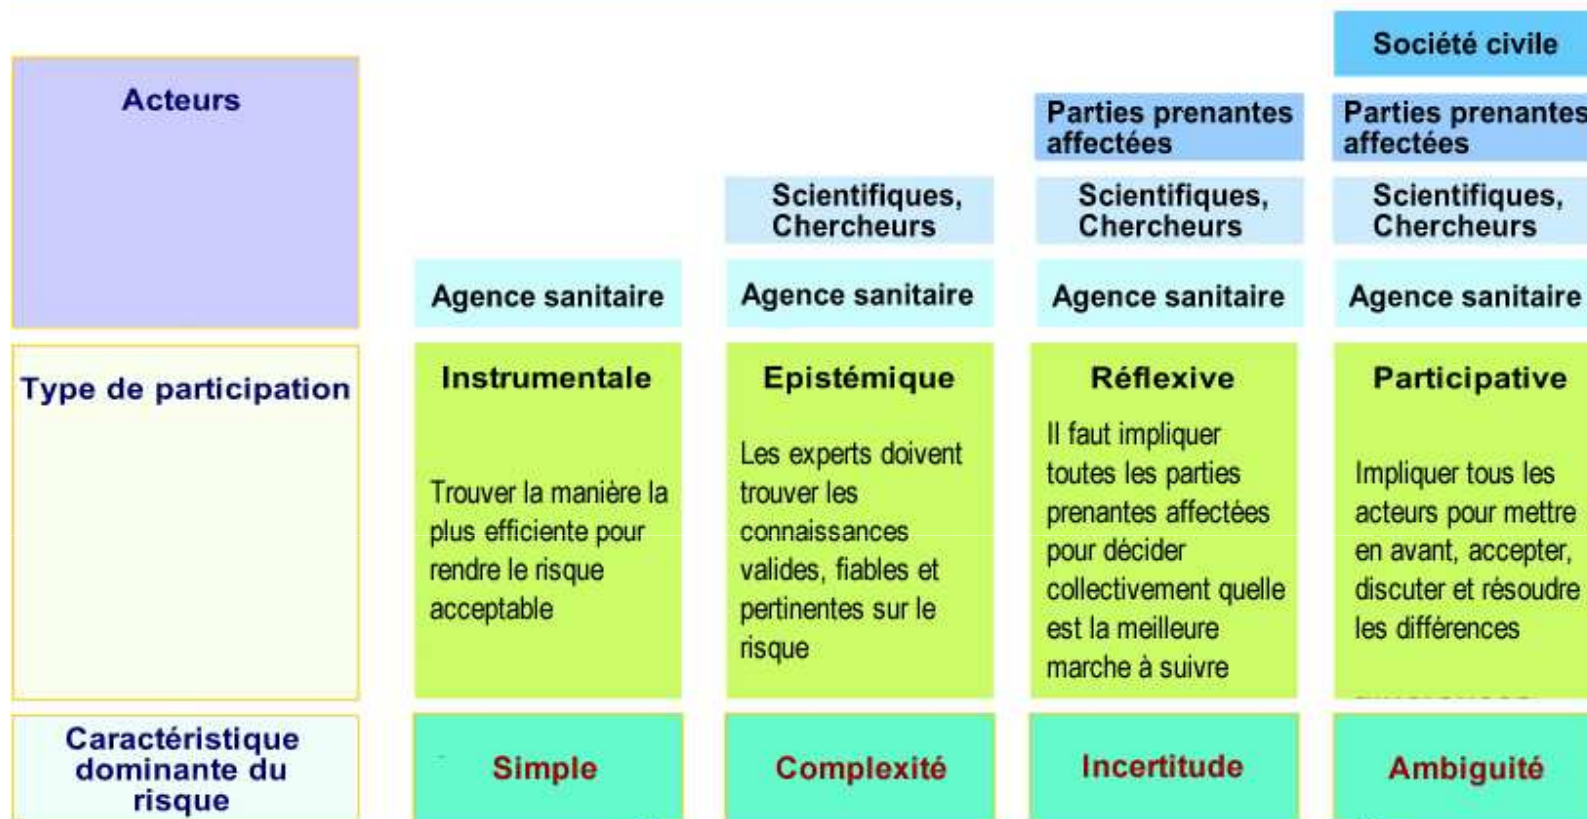 Acteurs
Société civile
Parties prenantes
affectées
Parties prenantes
affectées
Scientifiques,
Chercheurs
Scientifiques,
Chercheurs
Scientifiques,
Chercheurs
Agence sanitaire
Agence sanitaire
Agence sanitaire
Agence sanitaire
Type de participation
Instrumentale
Trouver la manière la
plus efficiente pour
rendre le risque
acceptable
Epistémique
Les experts doivent
trouver les
connaissances
valides, fiables et
pertinentes sur le
risque
Réflexive
Il faut impliquer
toutes les parties
prenantes affectées
pour décider
collectivement quelle
est la meilleure
marche à suivre
Participative
Impliquer tous les
acteurs pour mettre
en avant, accepter,
discuter et résoudre
les différences
Caractéristique
dominante du
risque
Simple
Complexité
Incertitude
Ambiguité